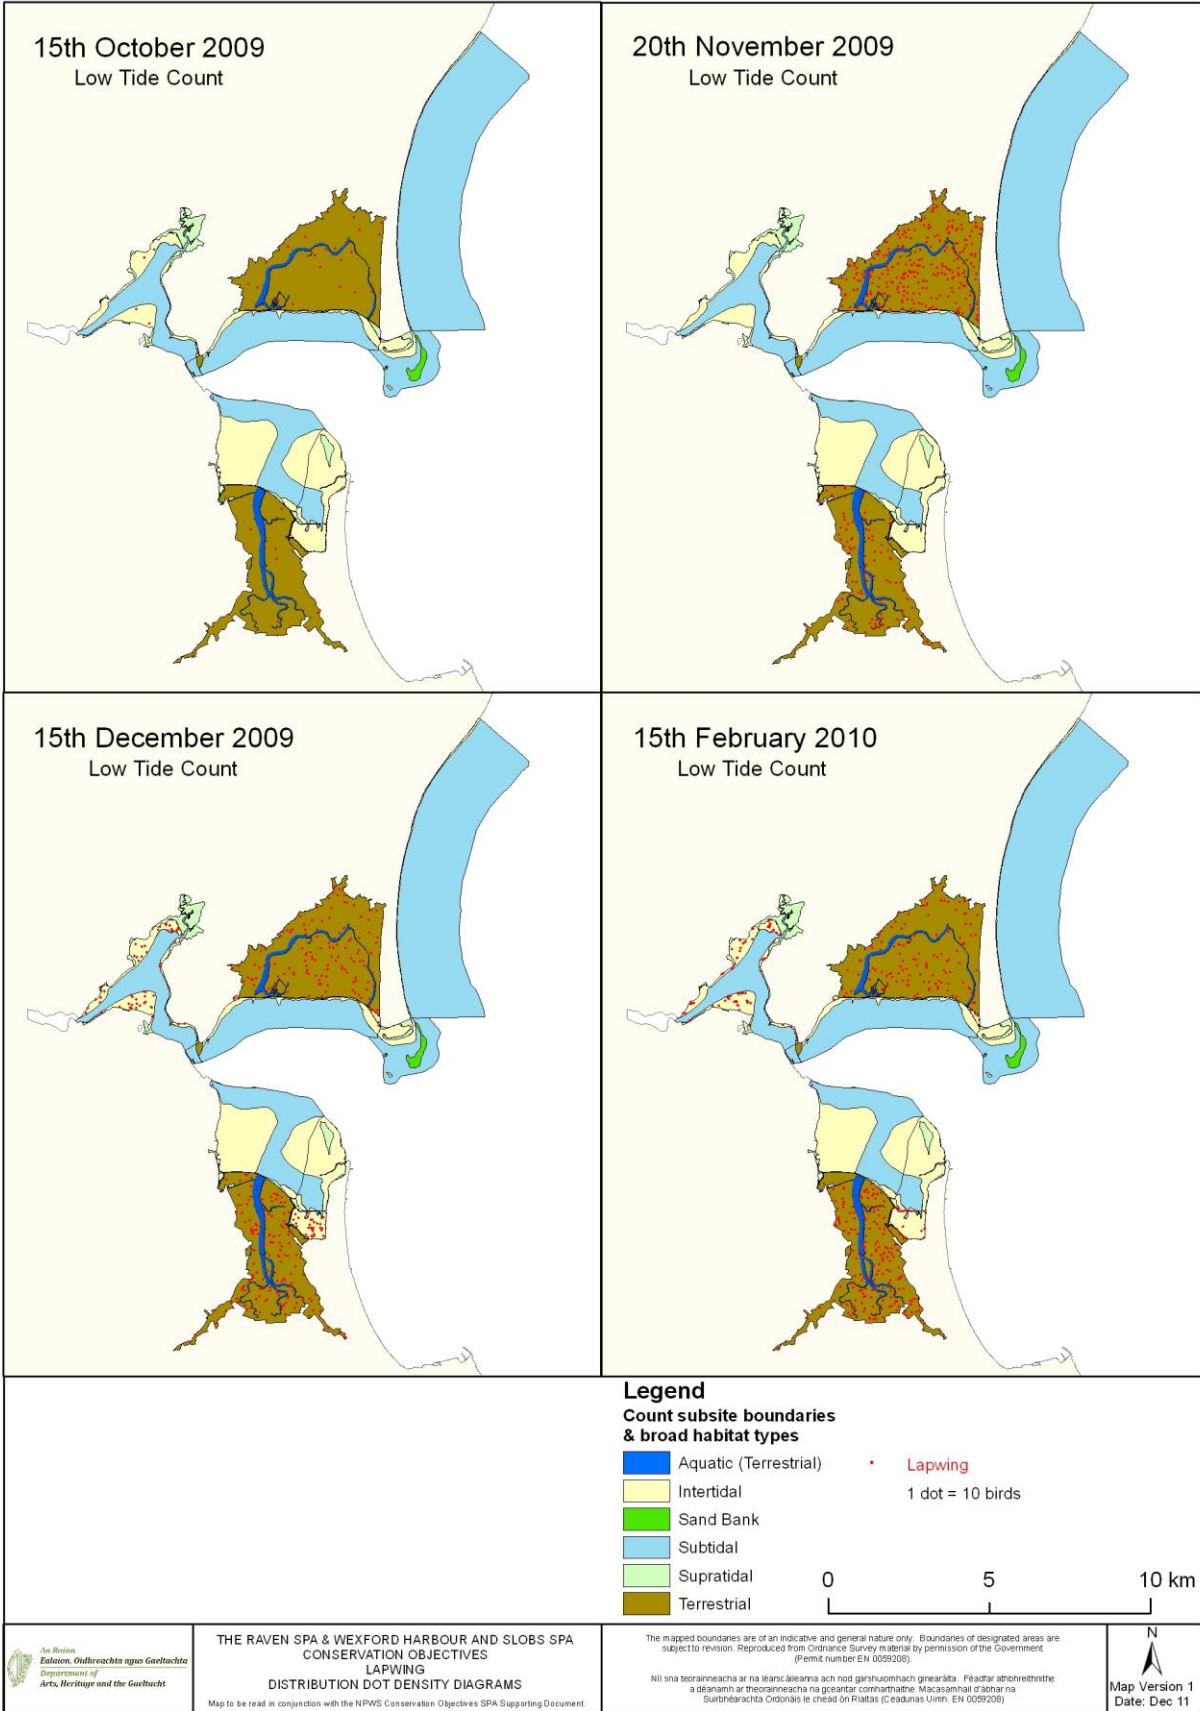 15th October 2009
Low Tide Count
20th November 2009
Low Tide Count
15th December 2009
Low Tide Count
15th February 2010
Low Tide Count
Legend
Count subsite boundaries
& broad habitat types
Aquatic (Terrestrial)
Intertidal
Sand Bank
Subtidal
Supratidal
Terrestrial
Lapwing
1 dot = 10 birds
0 5 10 km
An Roinn
Ealaíon, Oidhreachta agus Gaeltachta
Department of
Arts, Heritage and the Gaeltacht
THE RAVEN SPA & WEXFORD HARBOUR AND SLOBS SPA
CONSERVATION OBJECTIVES
LAPWING
DISTRIBUTION DOT DENSITY DIAGRAMS
Map to be read in conjunction with the NPWS Conservation Objectives SPA Supporting Document.
The mapped boundaries are of an indicative and general nature only. Boundaries of designated areas are
subject to revision. Reproduced from Ordnance Survey material by permission of the Government
(Permit number EN 0059208).
Níl sna teorainneacha ar na léarscáileanna ach nod garshuiomhach ginearálta. Féadfar athbhreithnithe
a déanamh ar theorainneacha na gceantar comharthaithe. Macasamhail d'ábhar na
Suirbhéarachta Ordonáis le chead ón Rialtas (Ceadunas Uimh. EN 0059208)
N
Map Version 1
Date: Dec 11